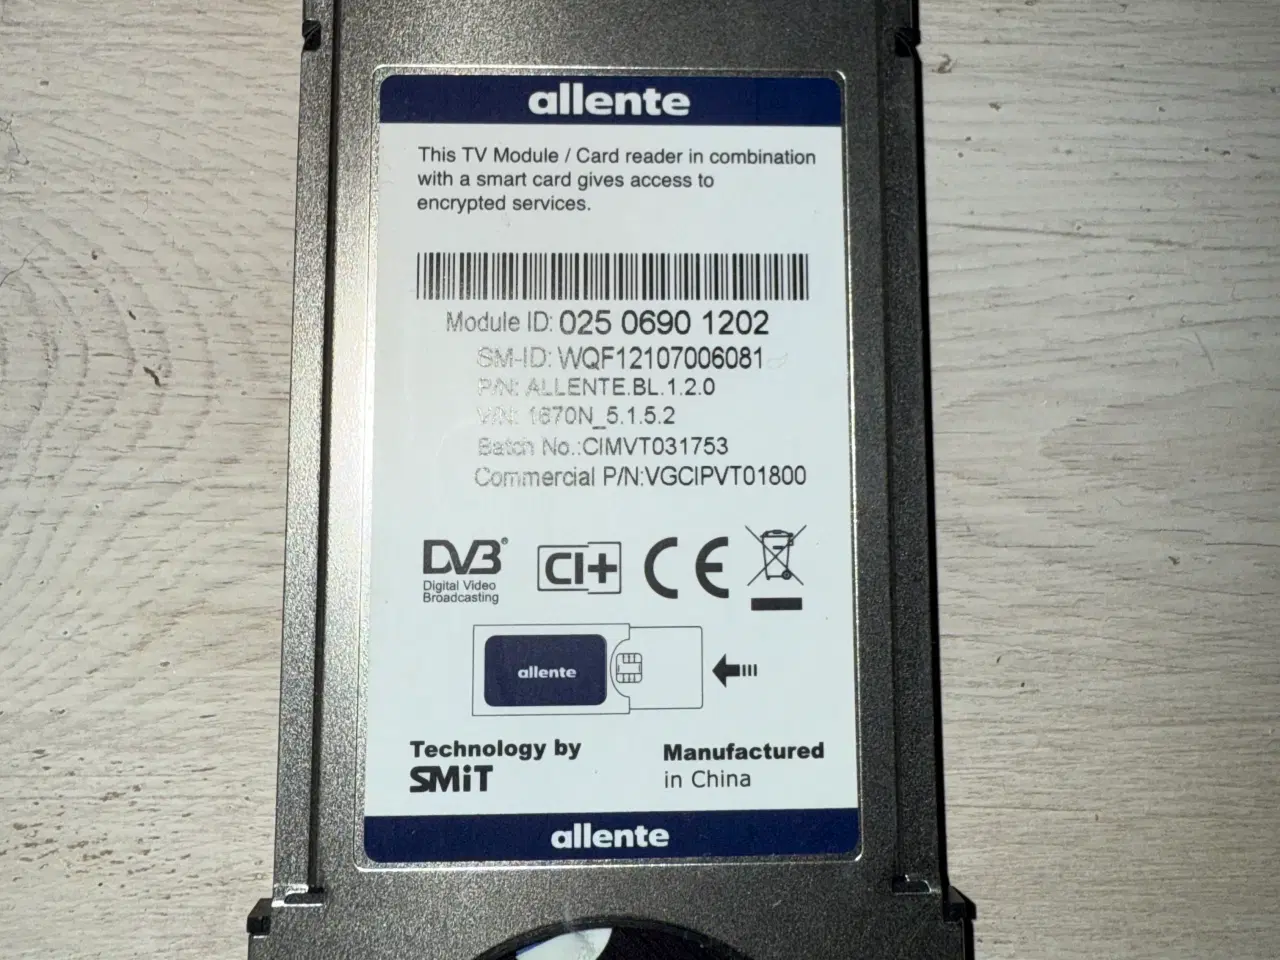 allente
This TV Module / Card reader in combination
with a smart card gives access to
encrypted services.
Module ID: 025 0690 1202
SM-ID: WQF12107006081
P/N: ALLENTE.BL.1.2.0
V/N: 1670N_5.1.5.2
Batch No.:CIMVT031753
Commercial P/N:VGCIPVT01800
DVB®
Digital Video
Broadcasting
CI+
CE
allente
Technology by
SMiT
Manufactured
in China
allente